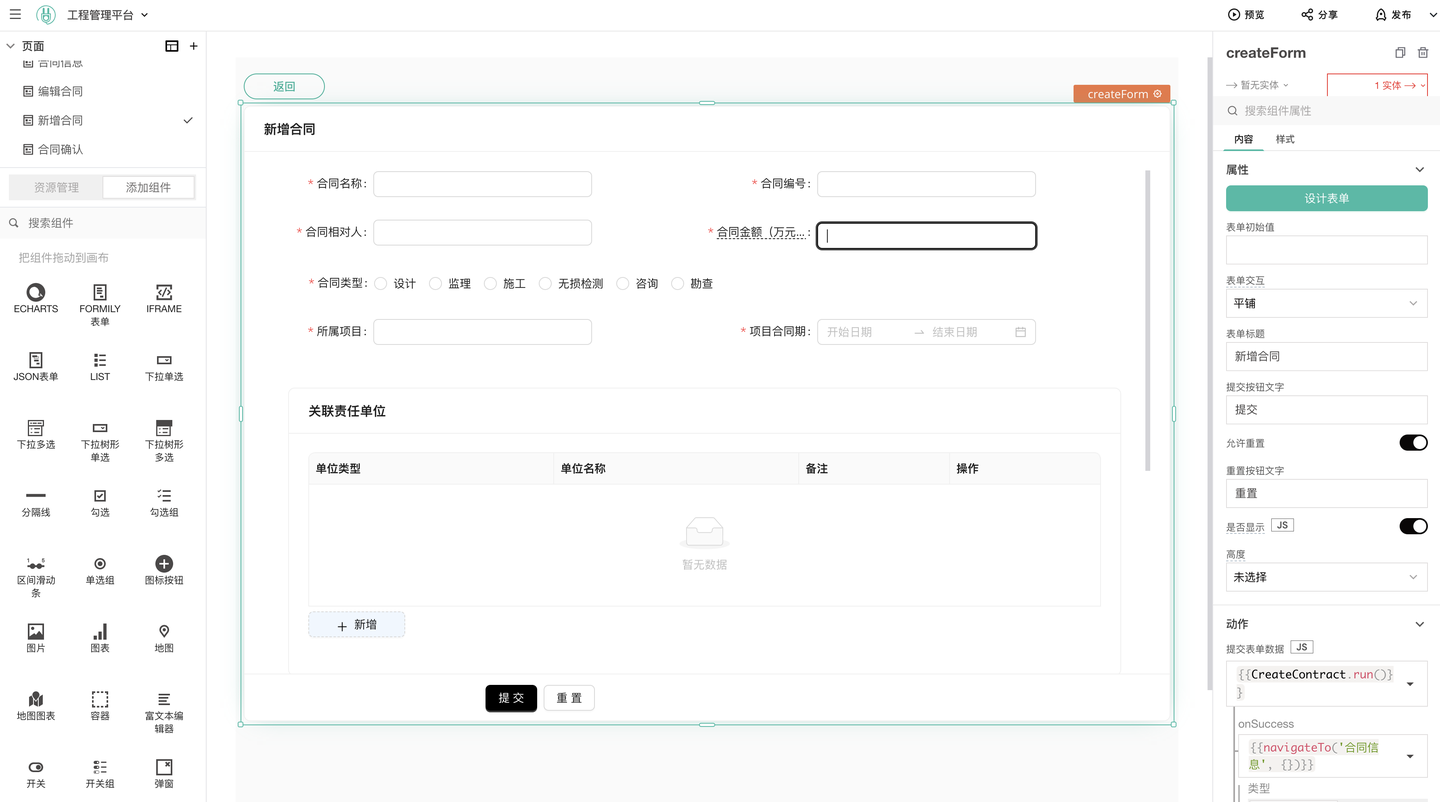 工程管理平台
预览
分享
发布
页面
合同信息
编辑合同
新增合同
合同确认
资源管理
添加组件
搜索组件
把组件拖动到画布
ECHARTS
FORMILY
表单
IFRAME
JSON表单
LIST
下拉单选
下拉多选
下拉树形
单选
下拉树形
多选
分隔线
勾选
勾选组
区间滑动
条
单选组
图标按钮
图片
图表
地图
地图图表
容器
富文本编
辑器
开关
开关组
弹窗
返回
createForm
新增合同
* 合同名称:
* 合同编号:
* 合同相对人:
* 合同金额（万元...:
* 合同类型:
设计
监理
施工
无损检测
咨询
勘查
* 所属项目:
* 项目合同期:
开始日期
结束日期
关联责任单位
单位类型
单位名称
备注
操作
暂无数据
+ 新增
提交
重置
createForm
暂无实体
1 实体
搜索组件属性
内容
样式
属性
设计表单
表单初始值
表单交互
平铺
表单标题
新增合同
提交按钮文字
提交
允许重置
重置按钮文字
重置
是否显示
JS
高度
未选择
动作
提交表单数据
JS
{{CreateContract.run()}
}
onSuccess
{{navigateTo('合同信
息', {})}}
类型